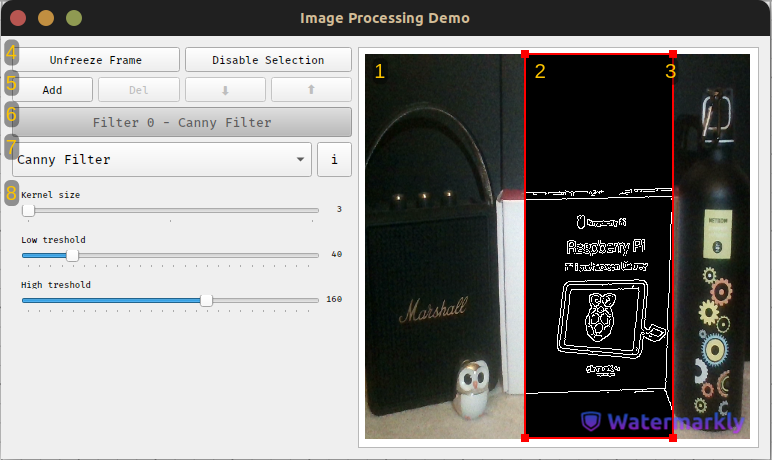 Image Processing Demo
4
Unfreeze Frame
Disable Selection
5
Add
Del
6
Filter 0 - Canny Filter
7
Canny Filter
i
8
Kernel size
3
Low treshold
40
High treshold
160
1
2
3
Raspberry Pi
Marshall
Watermarkly